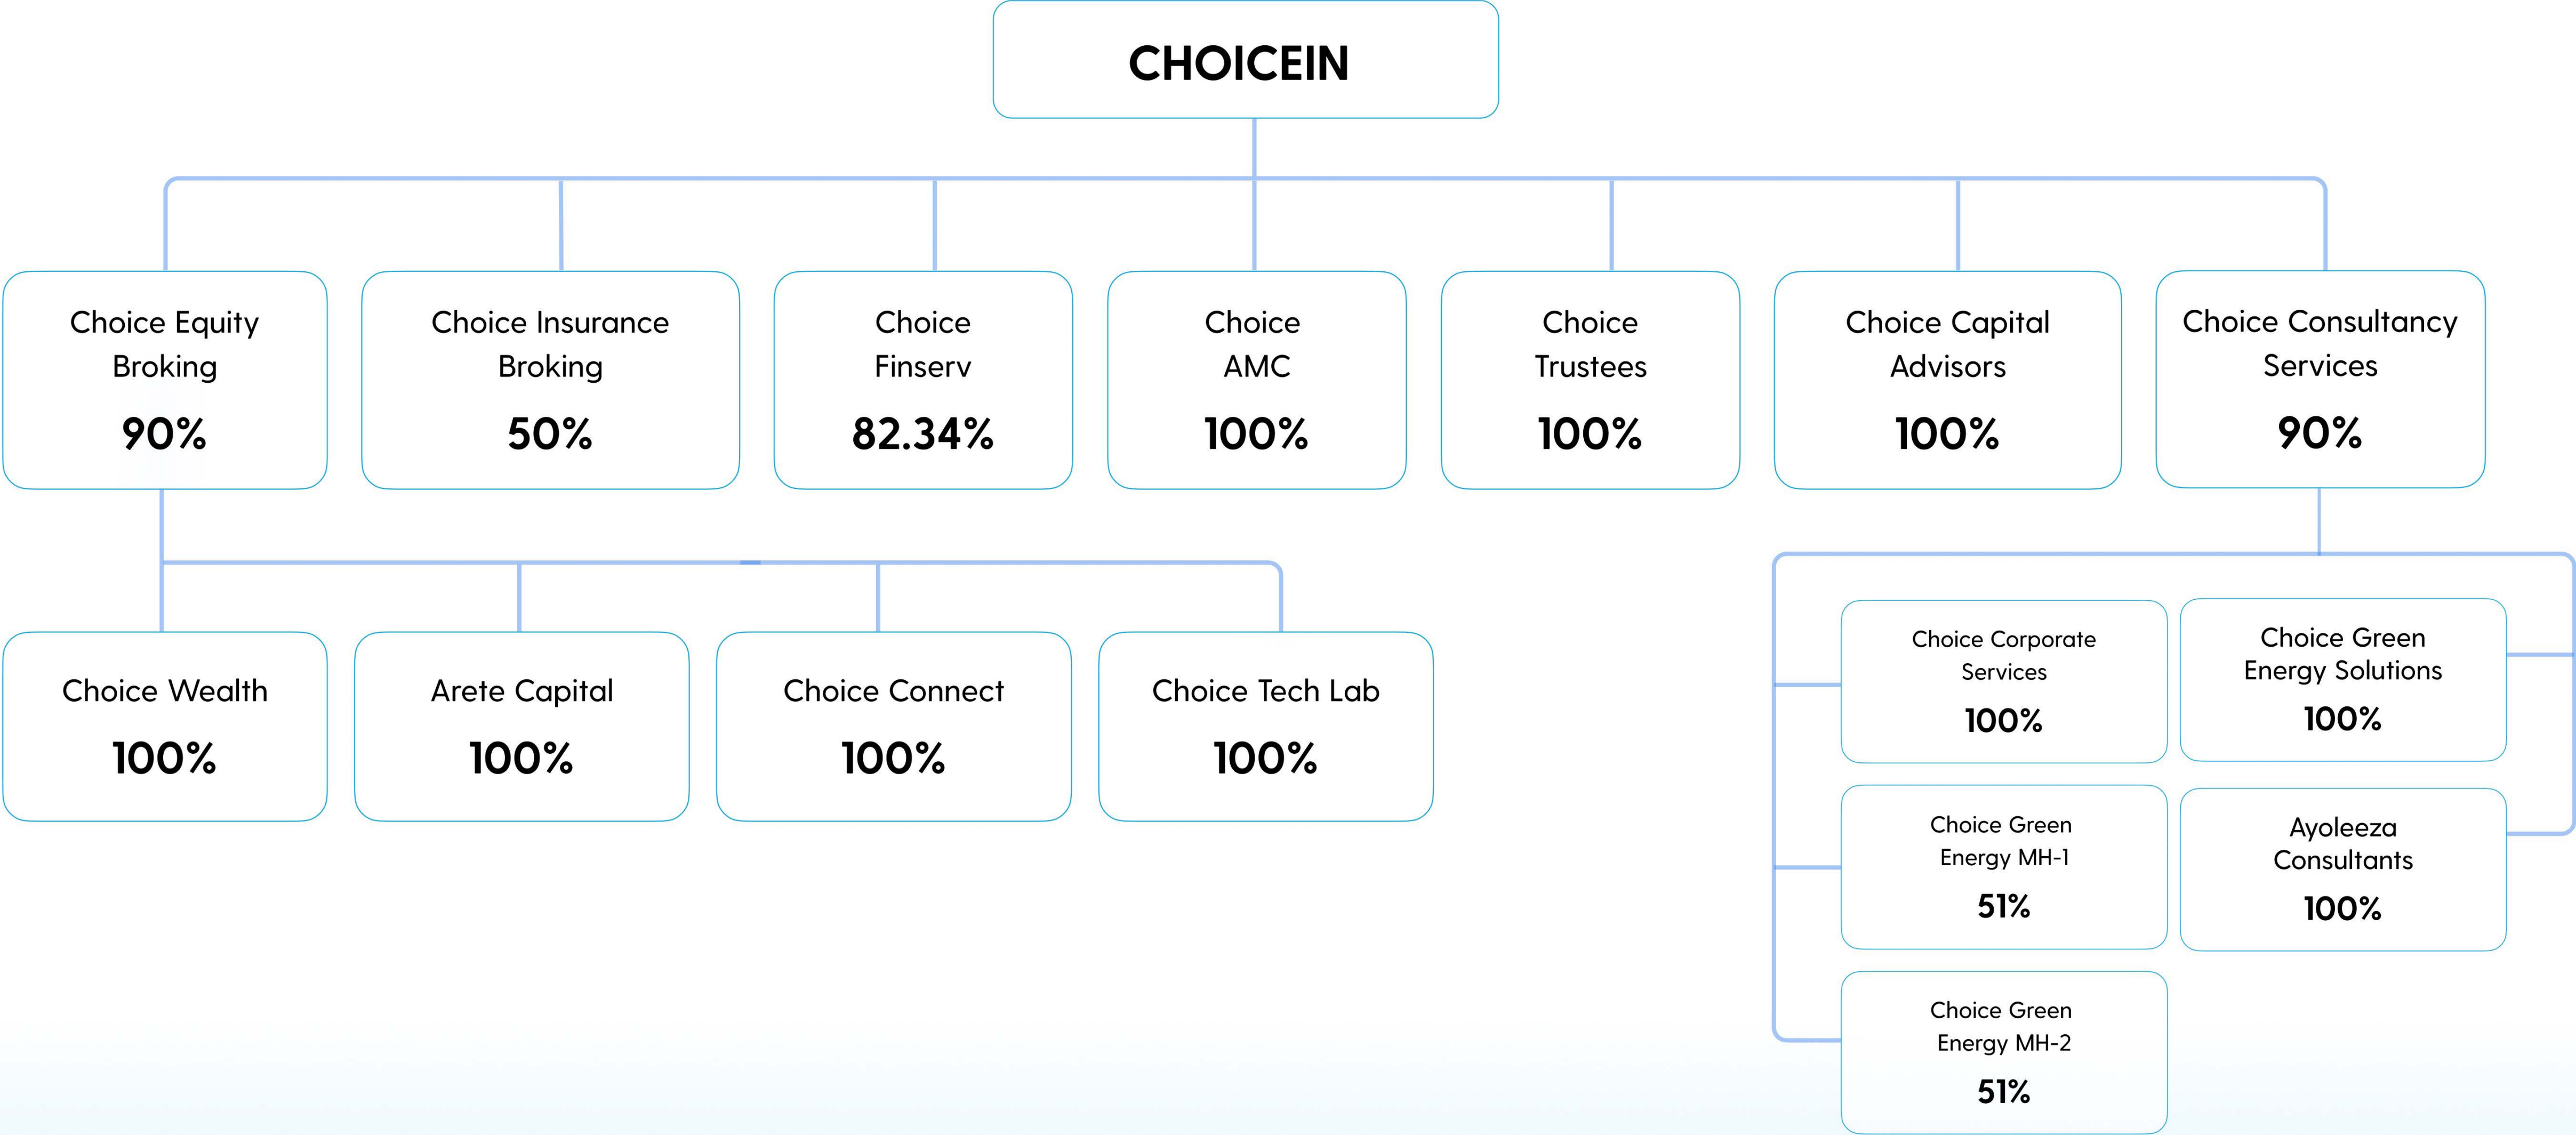 CHOICEIN
Choice Equity
Broking
90%
Choice Insurance
Broking
50%
Choice
Finserv
82.34%
Choice
AMC
100%
Choice
Trustees
100%
Choice Capital
Advisors
100%
Choice Consultancy
Services
90%
Choice Wealth
100%
Arete Capital
100%
Choice Connect
100%
Choice Tech Lab
100%
Choice Corporate
Services
100%
Choice Green
Energy Solutions
100%
Choice Green
Energy MH-1
51%
Ayoleeza
Consultants
100%
Choice Green
Energy MH-2
51%